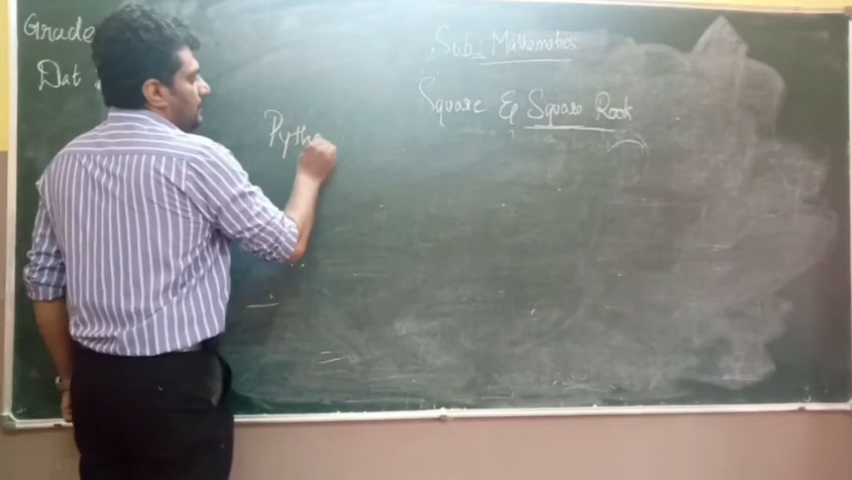 Grade
Sub: Mathematics
Dat
Square & Square Root
Pytha